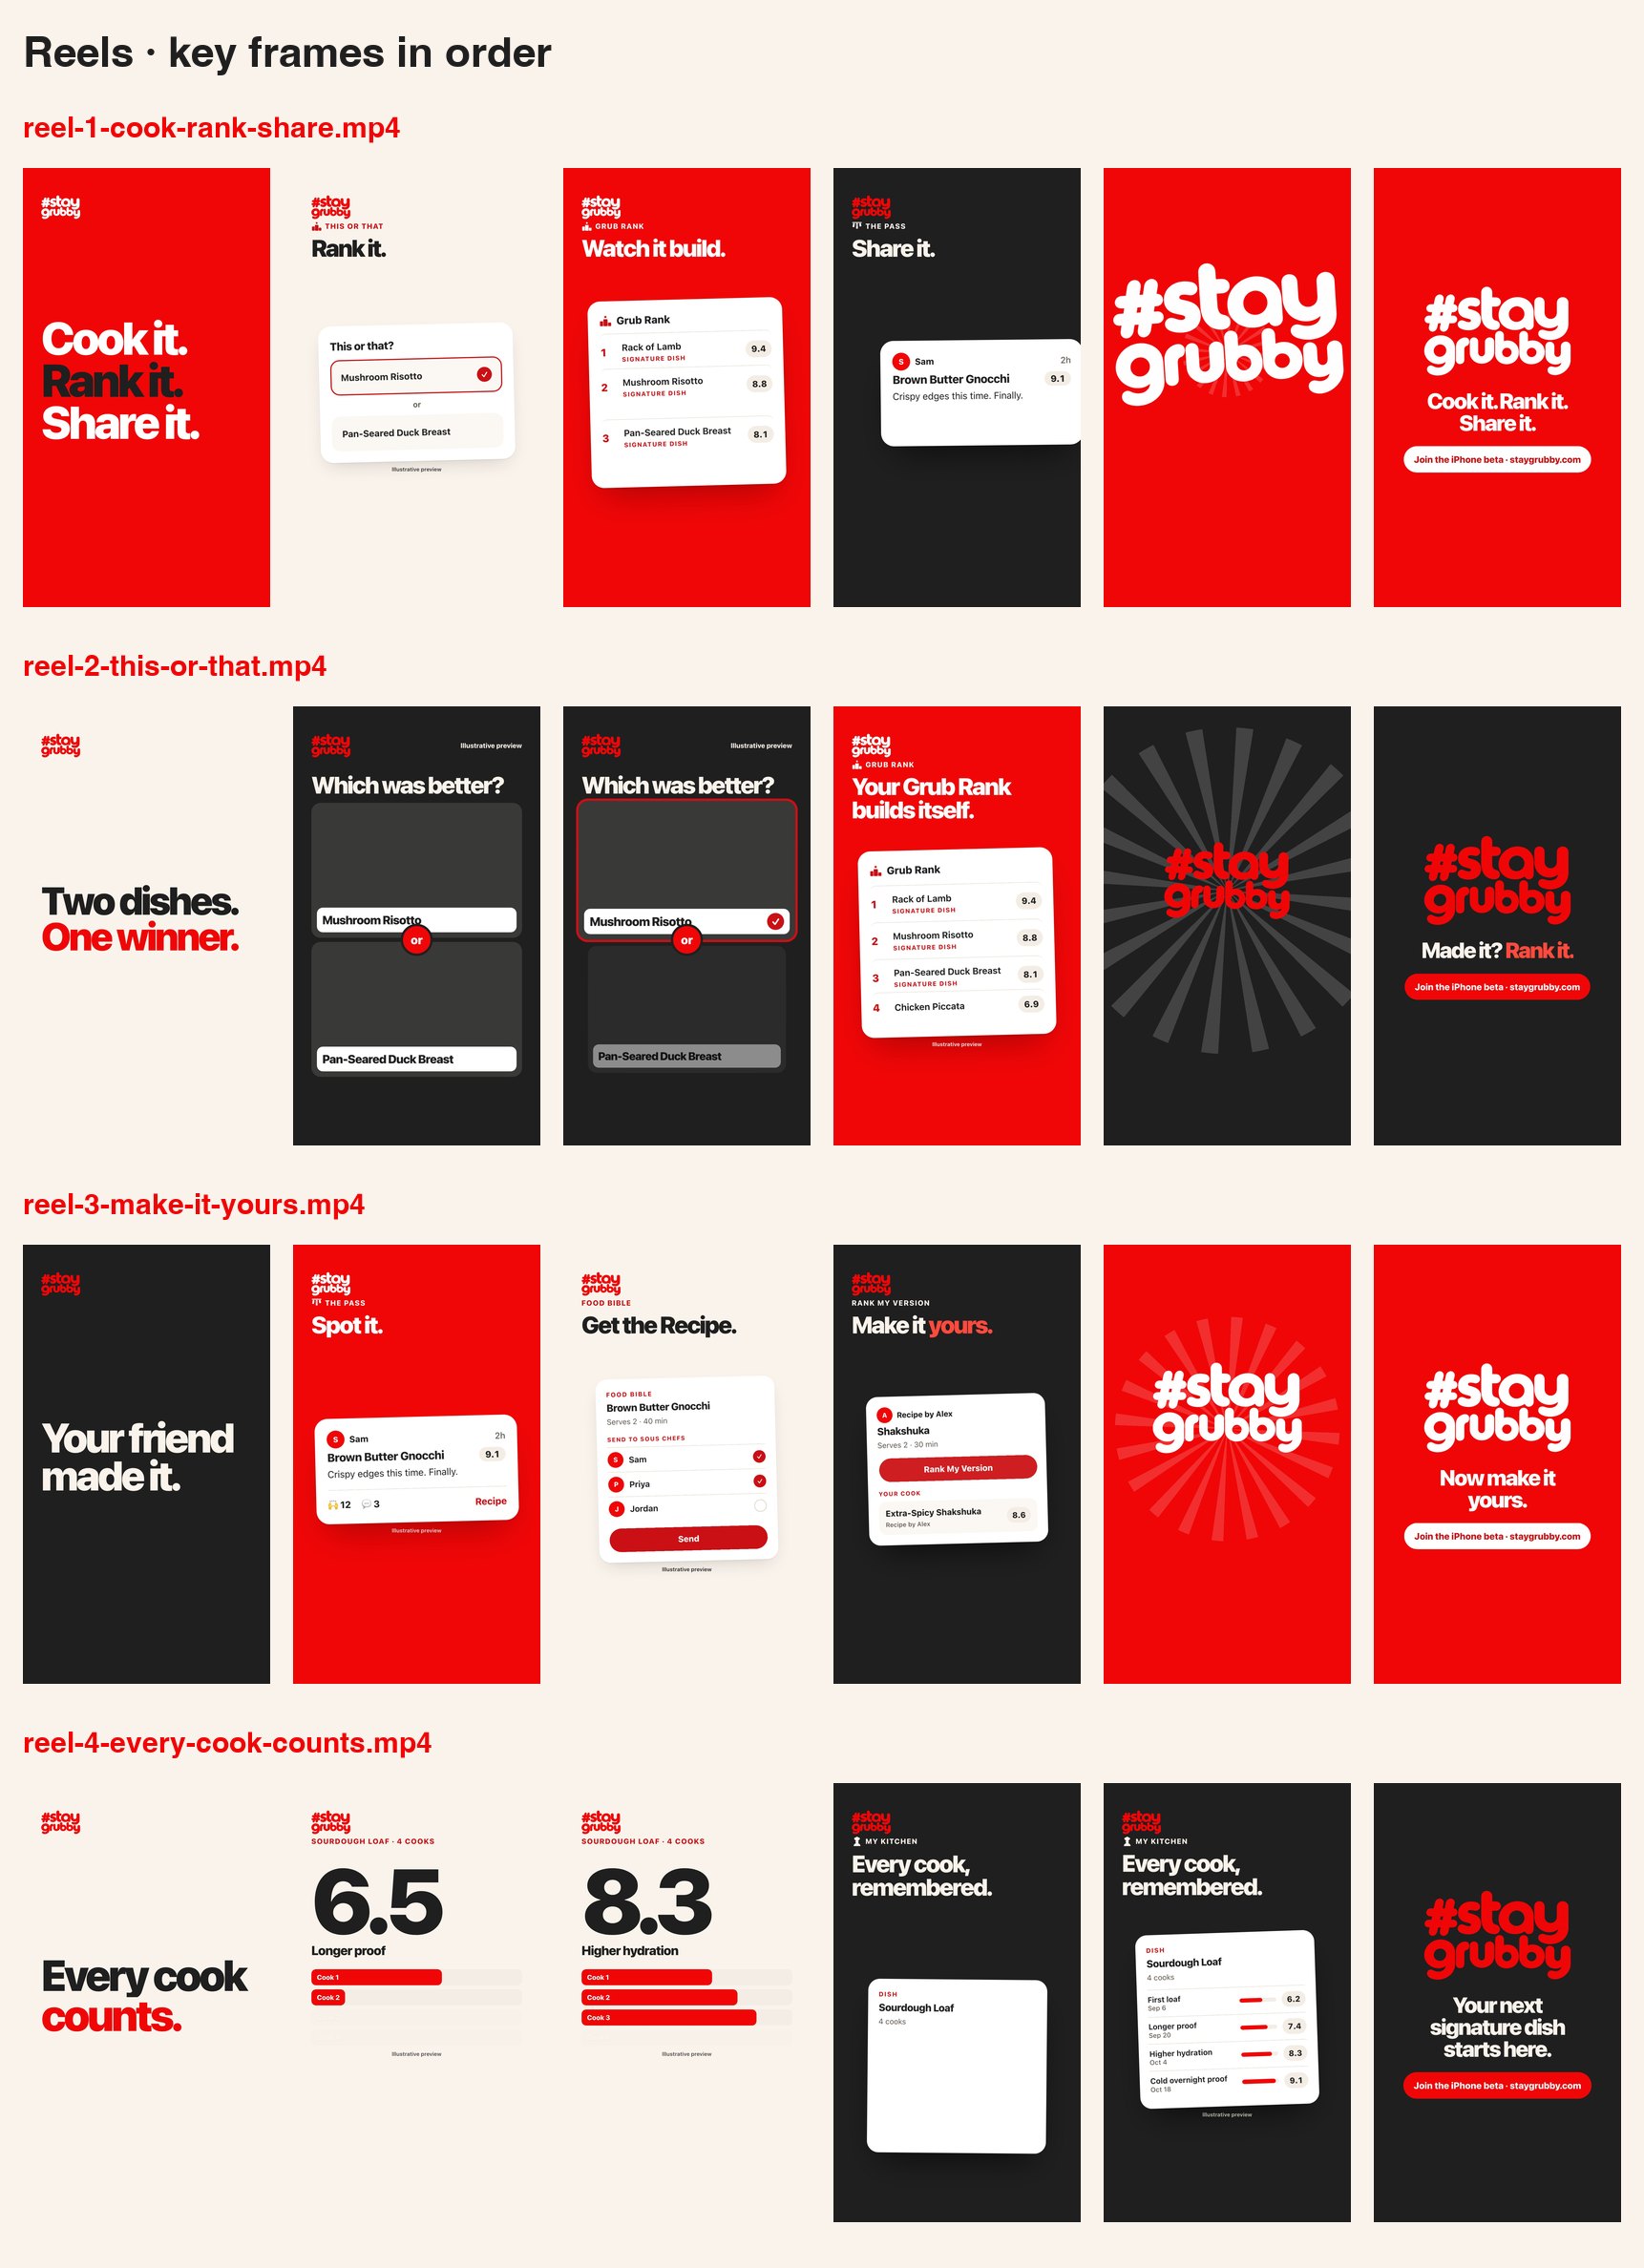 Reels · key frames in order
reel-1-cook-rank-share.mp4
#stay
grubby
Cook it.
Rank it.
Share it.
#stay
grubby
THIS OR THAT
Rank it.
This or that?
Mushroom Risotto
or
Pan-Seared Duck Breast
Illustrative preview
#stay
grubby
GRUB RANK
Watch it build.
Grub Rank
1 Rack of Lamb 9.4
SIGNATURE DISH
2 Mushroom Risotto 8.8
SIGNATURE DISH
3 Pan-Seared Duck Breast 8.1
SIGNATURE DISH
#stay
grubby
THE PASS
Share it.
S Sam 2h
Brown Butter Gnocchi 9.1
Crispy edges this time. Finally.
#stay
grubby
#stay
grubby
Cook it. Rank it.
Share it.
Join the iPhone beta · staygrubby.com
reel-2-this-or-that.mp4
#stay
grubby
Two dishes.
One winner.
#stay
grubby
Illustrative preview
Which was better?
Mushroom Risotto
or
Pan-Seared Duck Breast
#stay
grubby
Illustrative preview
Which was better?
Mushroom Risotto
or
Pan-Seared Duck Breast
#stay
grubby
GRUB RANK
Your Grub Rank
builds itself.
Grub Rank
1 Rack of Lamb 9.4
SIGNATURE DISH
2 Mushroom Risotto 8.8
SIGNATURE DISH
3 Pan-Seared Duck Breast 8.1
SIGNATURE DISH
4 Chicken Piccata 6.9
Illustrative preview
#stay
grubby
#stay
grubby
Made it? Rank it.
Join the iPhone beta · staygrubby.com
reel-3-make-it-yours.mp4
#stay
grubby
Your friend
made it.
#stay
grubby
THE PASS
Spot it.
S Sam 2h
Brown Butter Gnocchi 9.1
Crispy edges this time. Finally.
12 3 Recipe
Illustrative preview
#stay
grubby
FOOD BIBLE
Get the Recipe.
FOOD BIBLE
Brown Butter Gnocchi
Serves 2 · 40 min
SEND TO SOUS CHEFS
S Sam
P Priya
J Jordan
Send
Illustrative preview
#stay
grubby
RANK MY VERSION
Make it yours.
A Recipe by Alex
Shakshuka
Serves 2 · 30 min
Rank My Version
YOUR COOK
Extra-Spicy Shakshuka 8.6
Recipe by Alex
#stay
grubby
#stay
grubby
Now make it
yours.
Join the iPhone beta · staygrubby.com
reel-4-every-cook-counts.mp4
#stay
grubby
Every cook
counts.
#stay
grubby
SOURDOUGH LOAF · 4 COOKS
6.5
Longer proof
Cook 1
Cook 2
Illustrative preview
#stay
grubby
SOURDOUGH LOAF · 4 COOKS
8.3
Higher hydration
Cook 1
Cook 2
Cook 3
Illustrative preview
#stay
grubby
MY KITCHEN
Every cook,
remembered.
DISH
Sourdough Loaf
4 cooks
#stay
grubby
MY KITCHEN
Every cook,
remembered.
DISH
Sourdough Loaf
4 cooks
First loaf 6.2
Sep 6
Longer proof 7.4
Sep 20
Higher hydration 8.3
Oct 4
Cold overnight proof 9.1
Oct 18
Illustrative preview
#stay
grubby
Your next
signature dish
starts here.
Join the iPhone beta · staygrubby.com